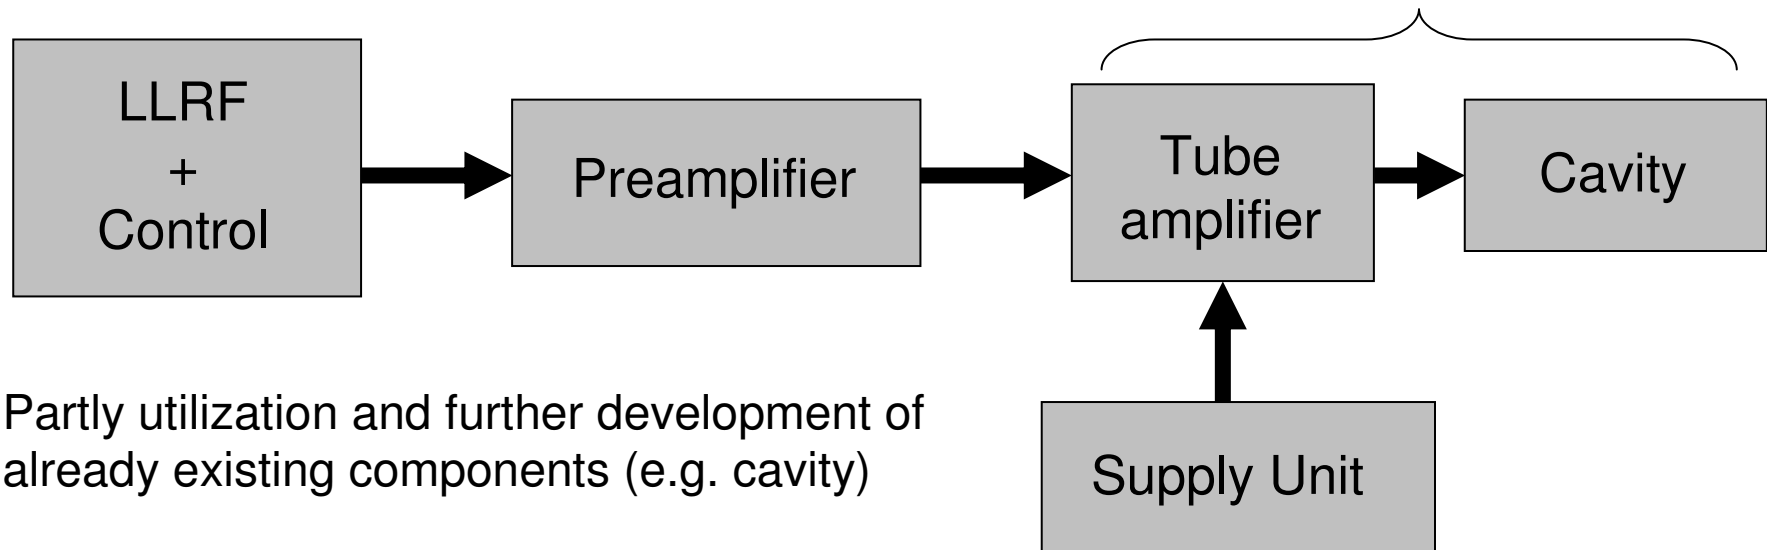 LLRF
+
Control
Preamplifier
Tube
amplifier
Cavity
Partly utilization and further development of
already existing components (e.g. cavity)
Supply Unit